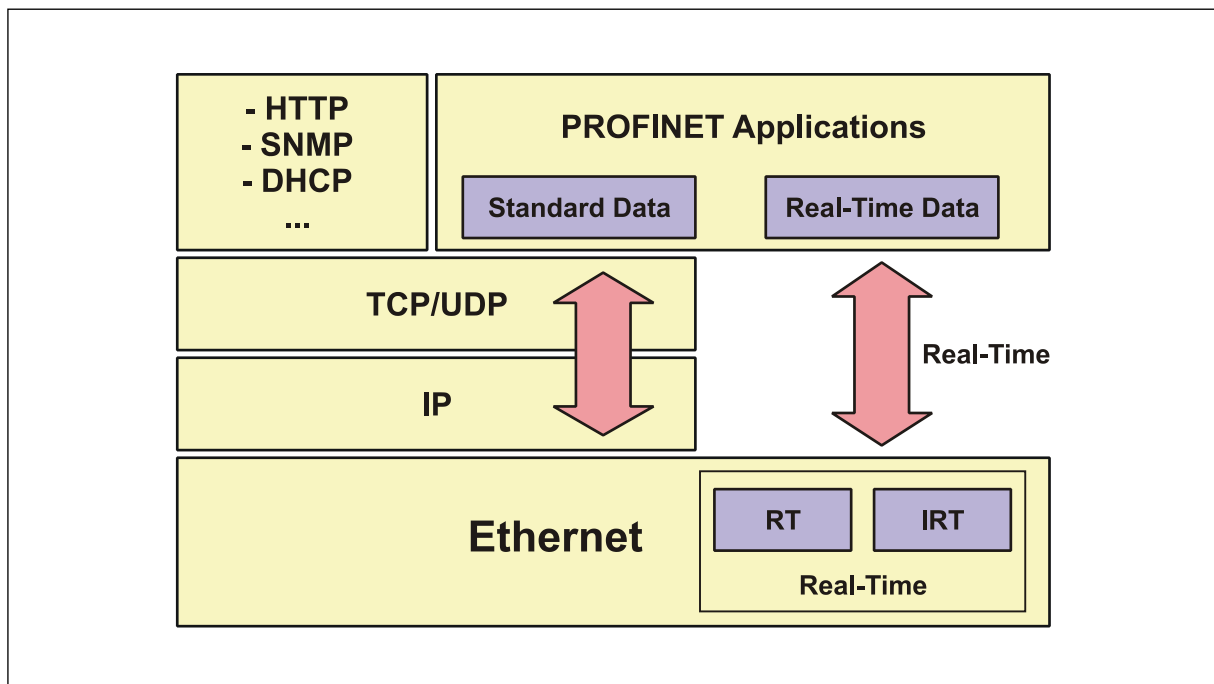 - HTTP
- SNMP
- DHCP
...
PROFINET Applications
Standard Data
Real-Time Data
TCP/UDP
Real-Time
IP
Ethernet
RT
IRT
Real-Time